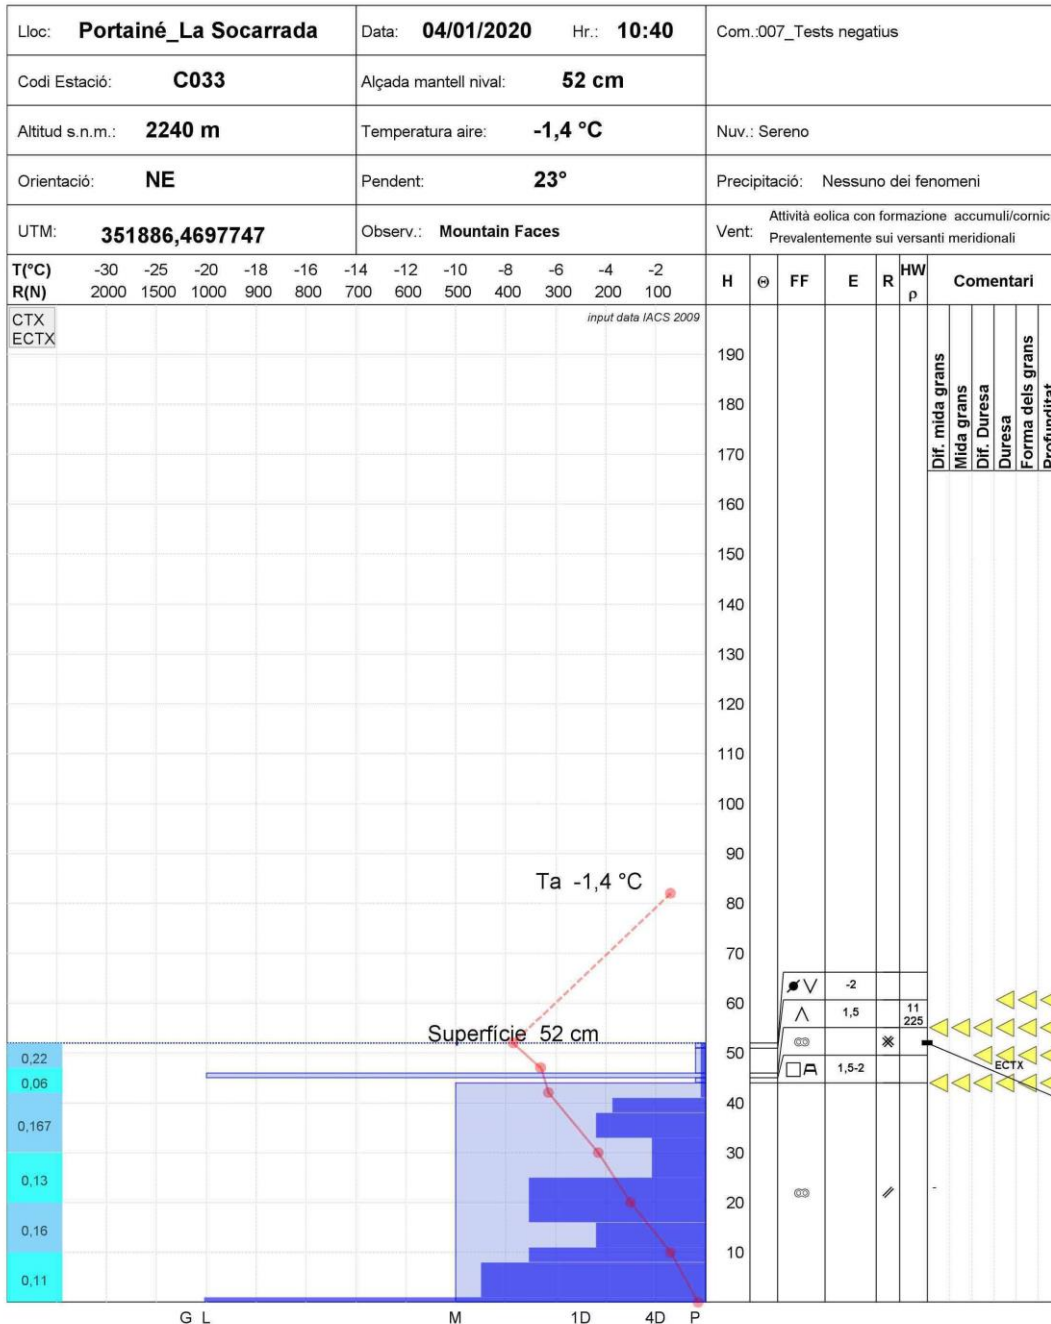 Lloc: Portainé_La Socarrada Data: 04/01/2020 Hr.: 10:40 Com.:007_Tests negatius
Codi Estació: C033 Alçada mantell nival: 52 cm
Altitud s.n.m.: 2240 m Temperatura aire: -1,4 °C Nuv.: Sereno
Orientació: NE Pendent: 23° Precipitació: Nessuno dei fenomeni
UTM: 351886,4697747 Observ.: Mountain Faces Vent: Attività eolica con formazione accumuli/cornic
Prevalentemente sui versanti meridionali
T(°C) -30 -25 -20 -18 -16 -14 -12 -10 -8 -6 -4 -2
R(N) 2000 1500 1000 900 800 700 600 500 400 300 200 100
H Θ FF E R HW ρ Comentari
CTX
ECTX
input data IACS 2009
Dif. mida grans
Mida grans
Dif. Duresa
Duresa
Forma dels grans
Profunditat
190
180
170
160
150
140
130
120
110
100
90
80
70
60
50
40
30
20
10
Ta -1,4 °C
Superfície 52 cm
-2
1,5 11
225
1,5-2
ECTX
-
0,22
0,06
0,167
0,13
0,16
0,11
G L M 1D 4D P